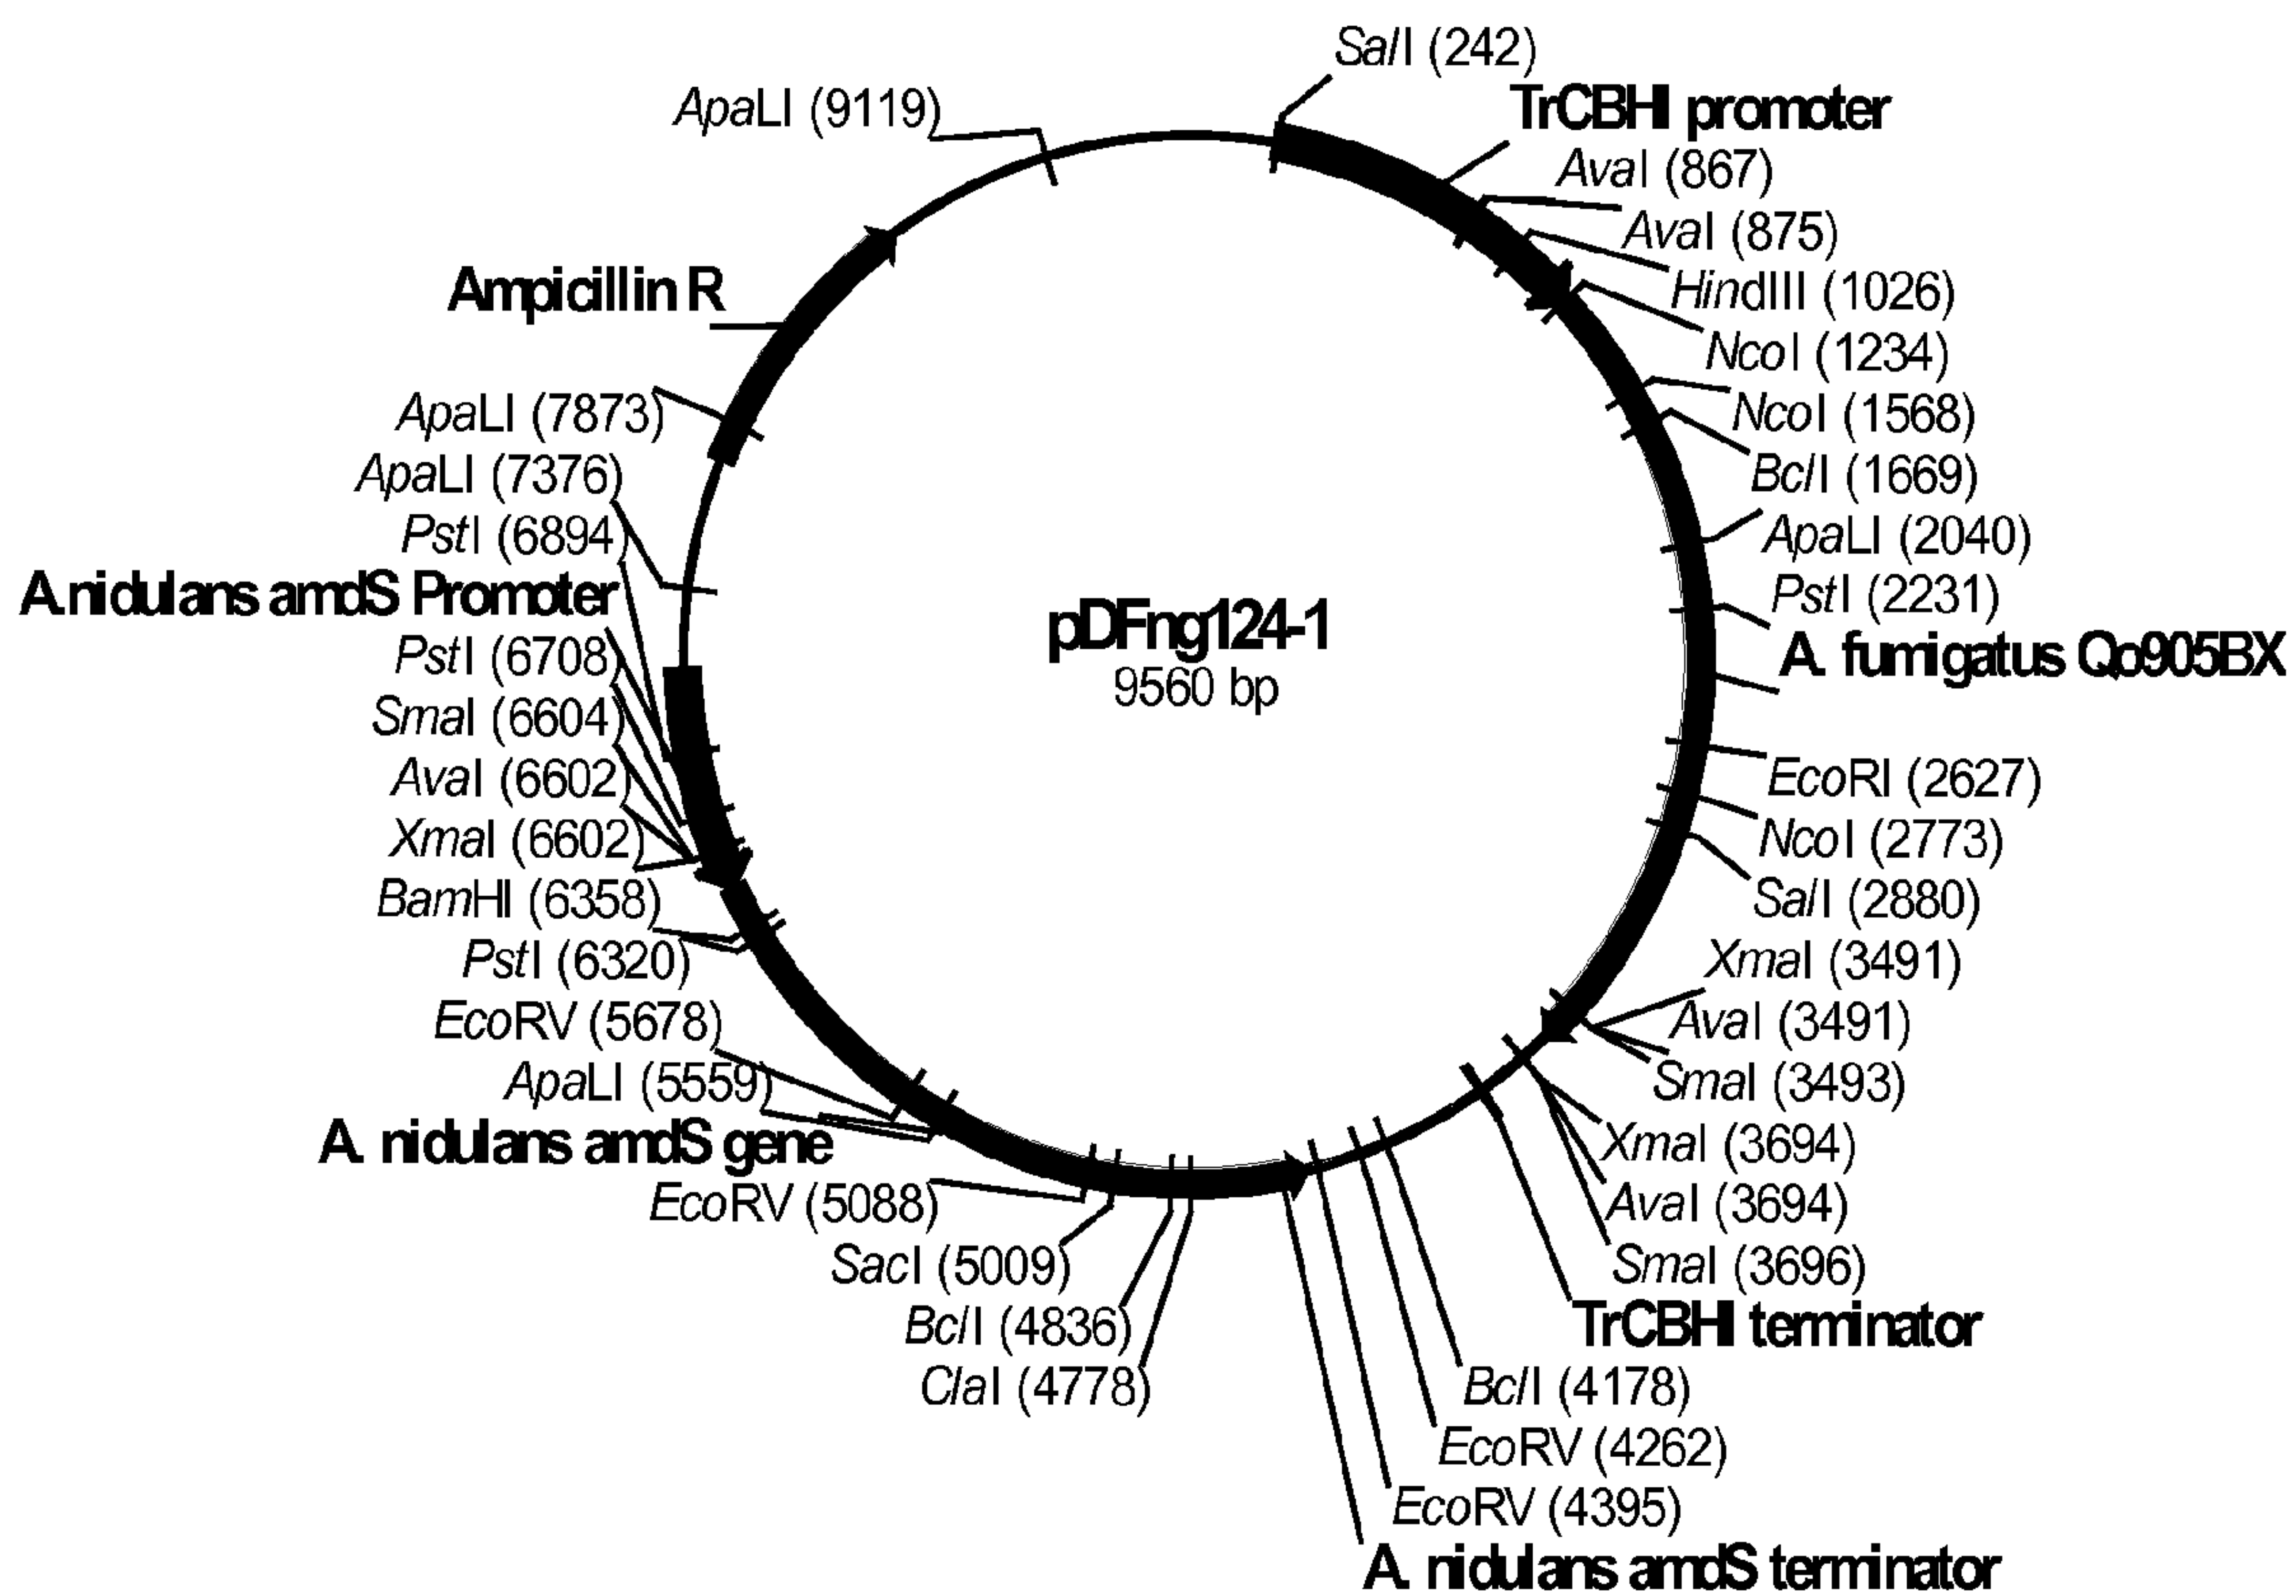 SalI (242)
TrCBHI promoter
AvaI (867)
AvaI (875)
HindIII (1026)
NcoI (1234)
NcoI (1568)
BclI (1669)
ApaLI (2040)
PstI (2231)
A. fumigatus Qo905BX
EcoRI (2627)
NcoI (2773)
SalI (2880)
XmaI (3491)
AvaI (3491)
SmaI (3493)
XmaI (3694)
AvaI (3694)
SmaI (3696)
TrCBHI terminator
BclI (4178)
EcoRV (4262)
EcoRV (4395)
A. nidulans amdS terminator
ClaI (4778)
BclI (4836)
SacI (5009)
EcoRV (5088)
A. nidulans amdS gene
ApaLI (5559)
EcoRV (5678)
PstI (6320)
BamHI (6358)
XmaI (6602)
AvaI (6602)
SmaI (6604)
PstI (6708)
A.nidulans amdS Promoter
PstI (6894)
ApaLI (7376)
ApaLI (7873)
Ampicillin R
ApaLI (9119)
pDFng124-1
9560 bp